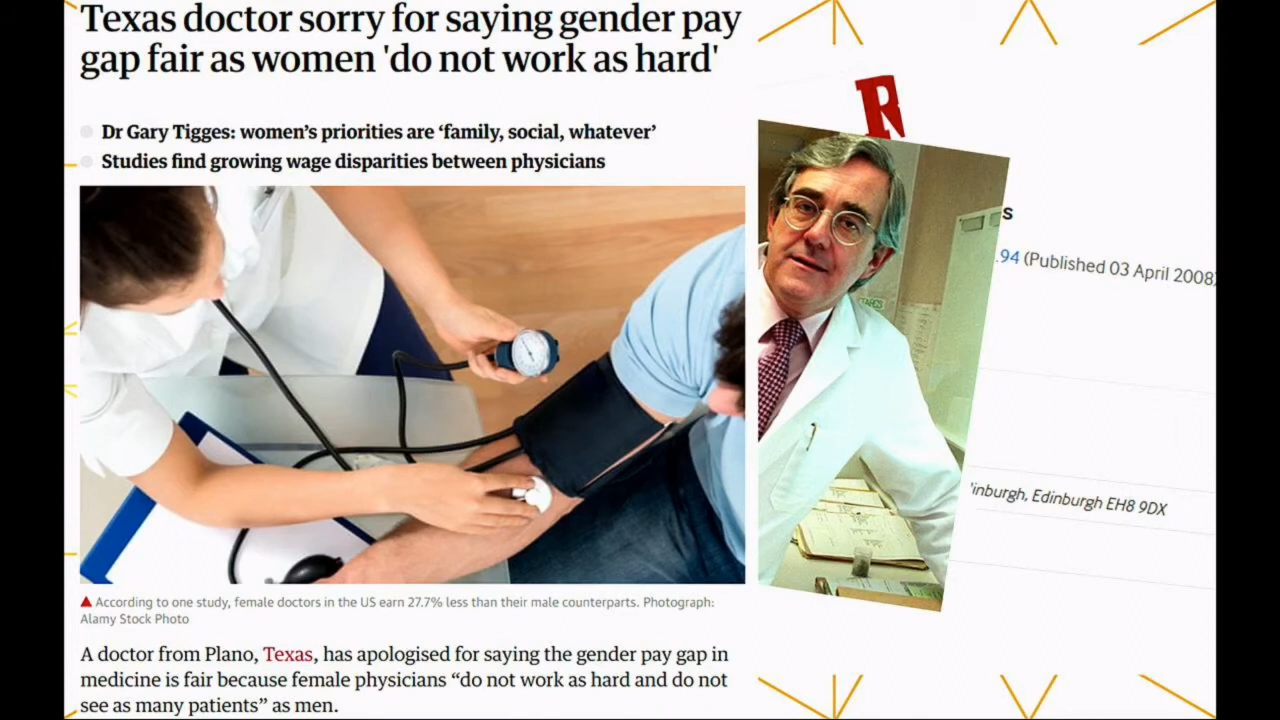 Texas doctor sorry for saying gender pay
gap fair as women 'do not work as hard'
Dr Gary Tigges: women's priorities are ‘family, social, whatever’
Studies find growing wage disparities between physicians
R
s
.94 (Published 03 April 2008)
TARCS
inburgh, Edinburgh EH8 9DX
According to one study, female doctors in the US earn 27.7% less than their male counterparts. Photograph:
Alamy Stock Photo
A doctor from Plano, Texas, has apologised for saying the gender pay gap in
medicine is fair because female physicians “do not work as hard and do not
see as many patients” as men.